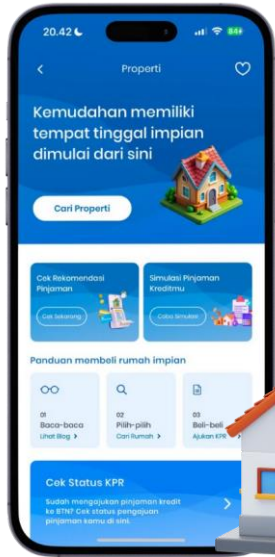 20.42
84
Properti
Kemudahan memiliki
tempat tinggal impian
dimulai dari sini
Cari Properti
Cek Rekomendasi
Pinjaman
Cek Sekarang
Simulasi Pinjaman
Kreditmu
Coba Simulasi
Panduan membeli rumah impian
01
Baca-baca
Lihat Blog >
02
Pilih-pilih
Cari Rumah >
03
Beli-beli
Ajukan KPR
Cek Status KPR
Sudah mengajukan pinjaman kredit
ke BTN? Cek status pengajuan
pinjaman kamu di sini.